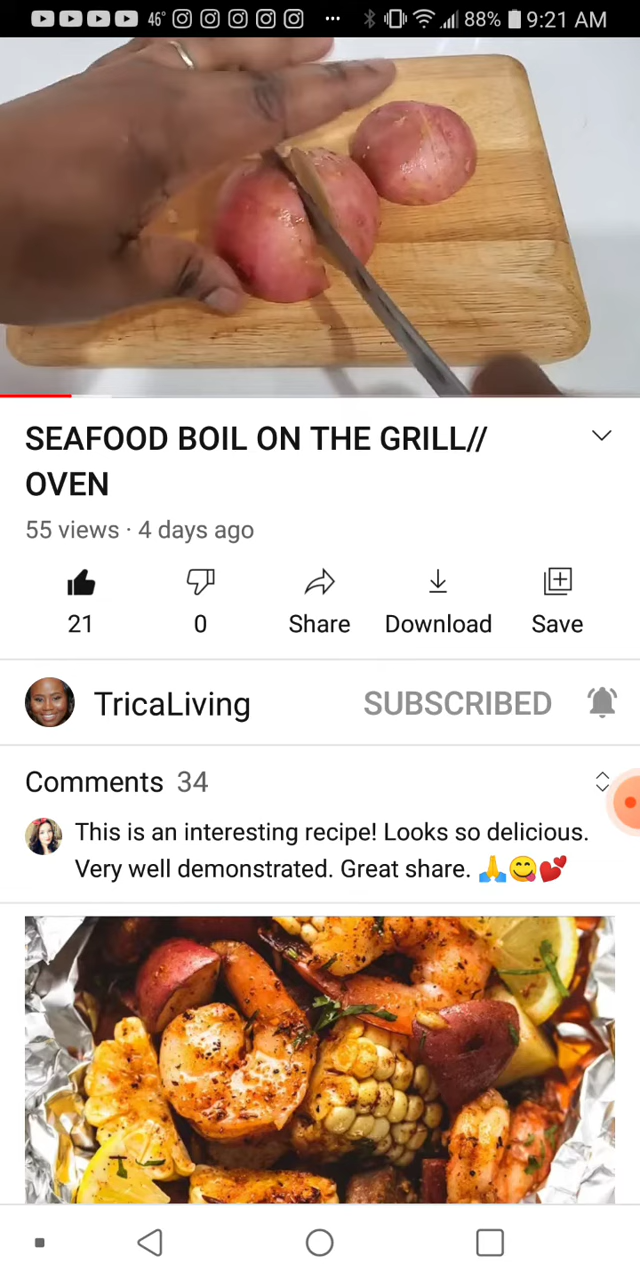 46° 88% 9:21 AM
SEAFOOD BOIL ON THE GRILL//
OVEN
55 views · 4 days ago
21 0 Share Download Save
TricaLiving SUBSCRIBED
Comments 34
This is an interesting recipe! Looks so delicious.
Very well demonstrated. Great share. 🙏😋💕